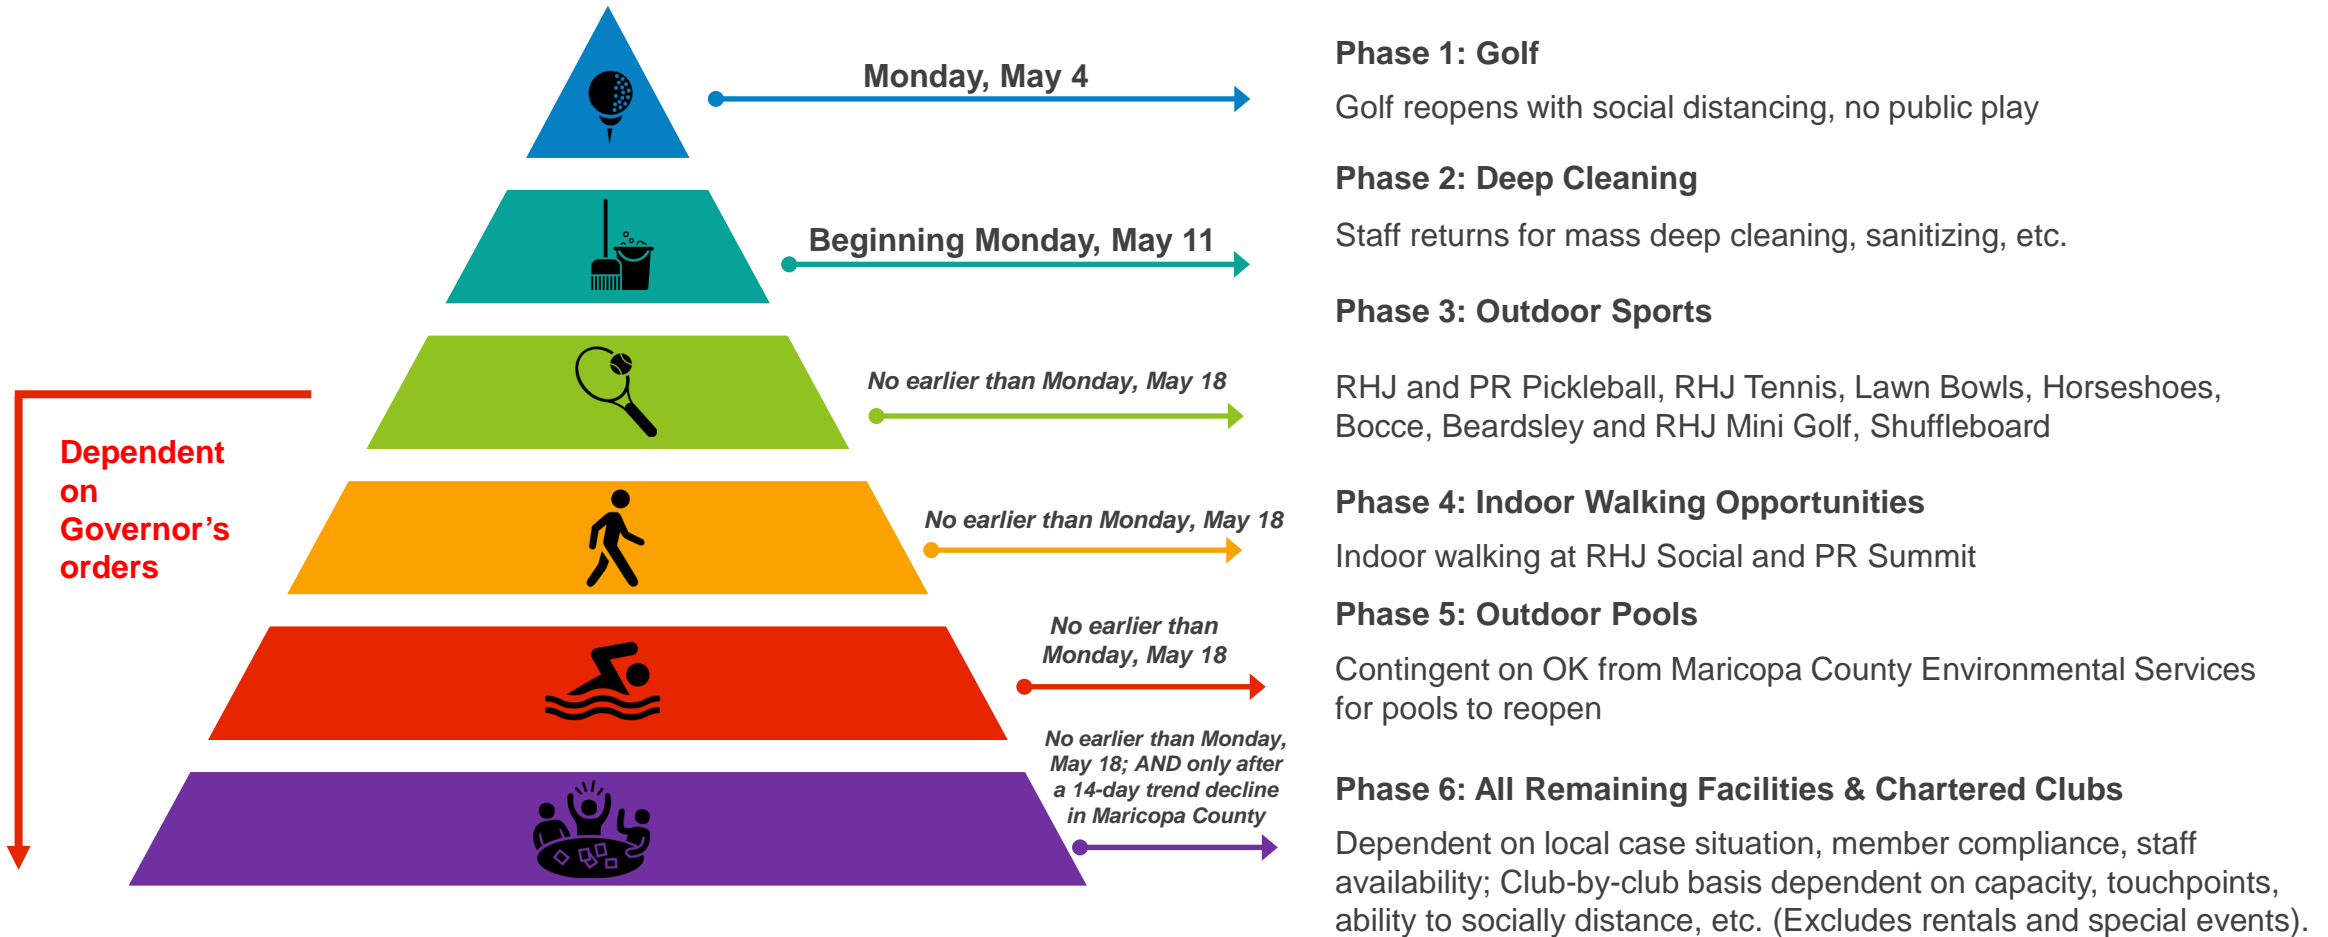 Monday, May 4
Phase 1: Golf
Golf reopens with social distancing, no public play
Beginning Monday, May 11
Phase 2: Deep Cleaning
Staff returns for mass deep cleaning, sanitizing, etc.
Dependent
on
Governor’s
orders
No earlier than Monday, May 18
Phase 3: Outdoor Sports
RHJ and PR Pickleball, RHJ Tennis, Lawn Bowls, Horseshoes,
Bocce, Beardsley and RHJ Mini Golf, Shuffleboard
No earlier than Monday, May 18
Phase 4: Indoor Walking Opportunities
Indoor walking at RHJ Social and PR Summit
No earlier than
Monday, May 18
Phase 5: Outdoor Pools
Contingent on OK from Maricopa County Environmental Services
for pools to reopen
No earlier than Monday,
May 18; AND only after
a 14-day trend decline
in Maricopa County
Phase 6: All Remaining Facilities & Chartered Clubs
Dependent on local case situation, member compliance, staff
availability; Club-by-club basis dependent on capacity, touchpoints,
ability to socially distance, etc. (Excludes rentals and special events).